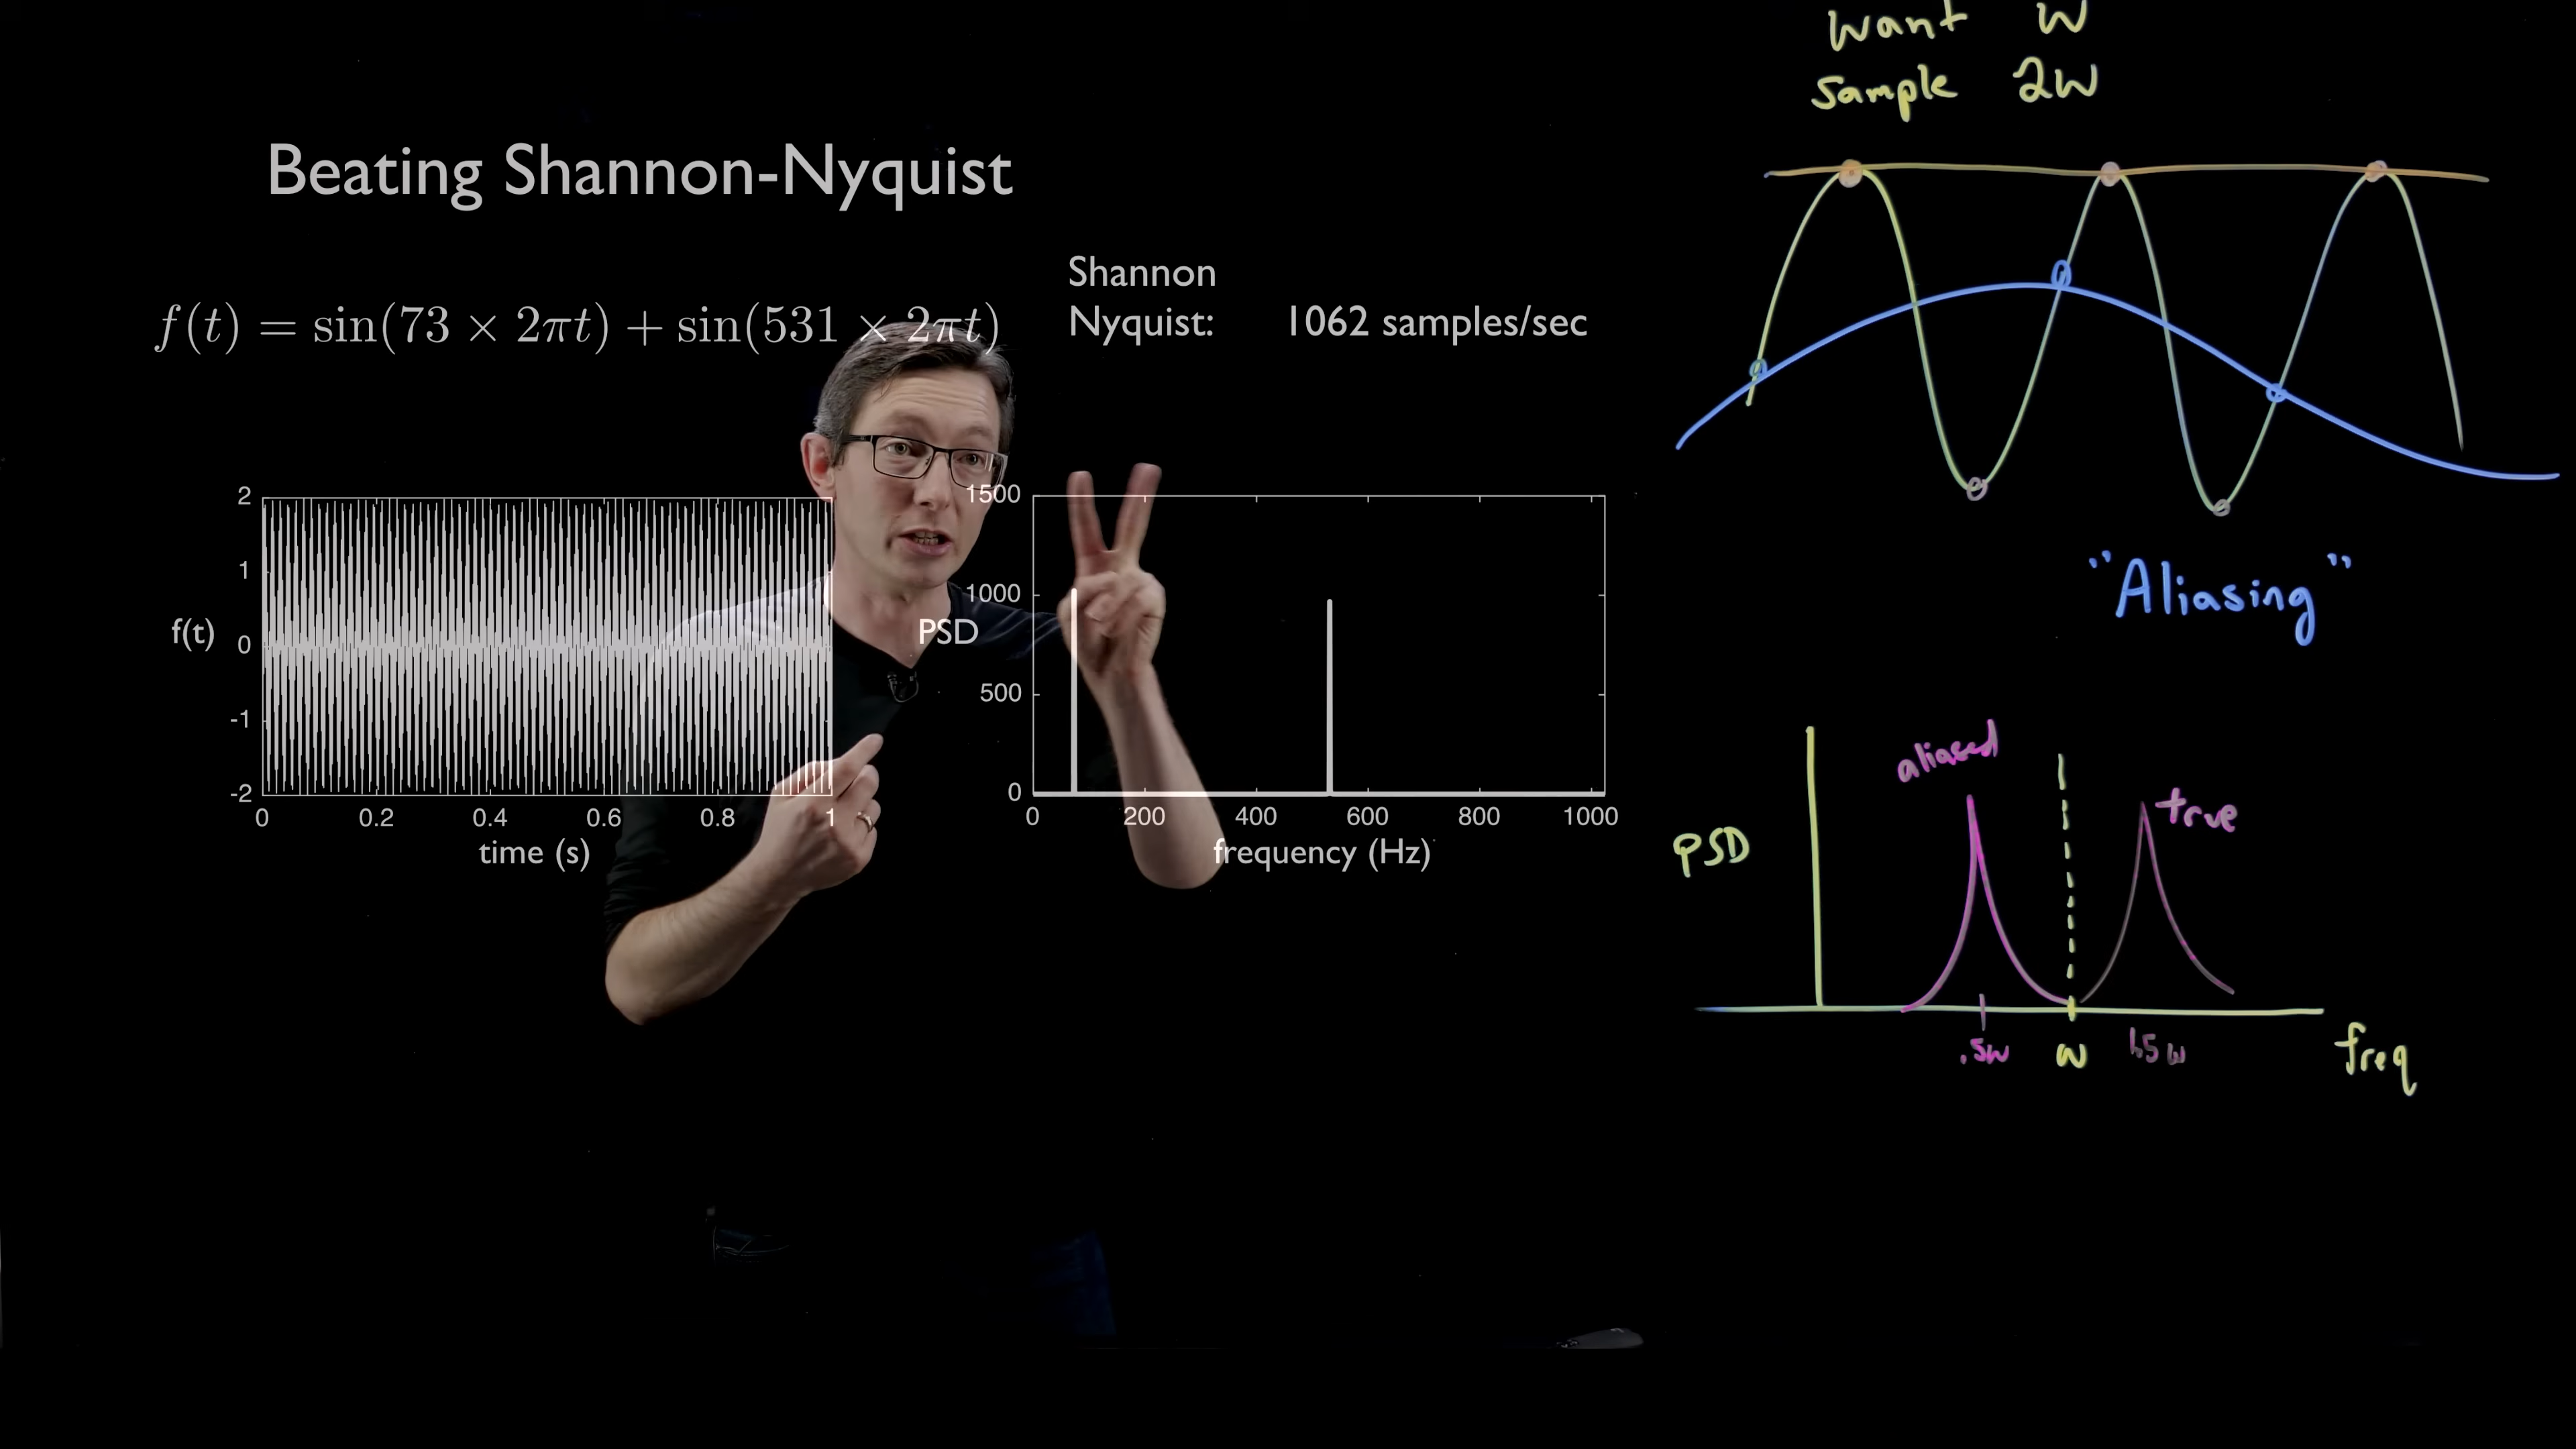 Beating Shannon-Nyquist
f(t) = sin(73 × 2πt) + sin(531 × 2πt)
Shannon
Nyquist: 1062 samples/sec
2
1
0
-1
-2
f(t)
0 0.2 0.4 0.6 0.8 1
time (s)
1500
1000
500
0
PSD
0 200 400 600 800 1000
frequency (Hz)
want w
sample 2w
"Aliasing"
aliased
true
PSD
.5w w 1.5w
freq